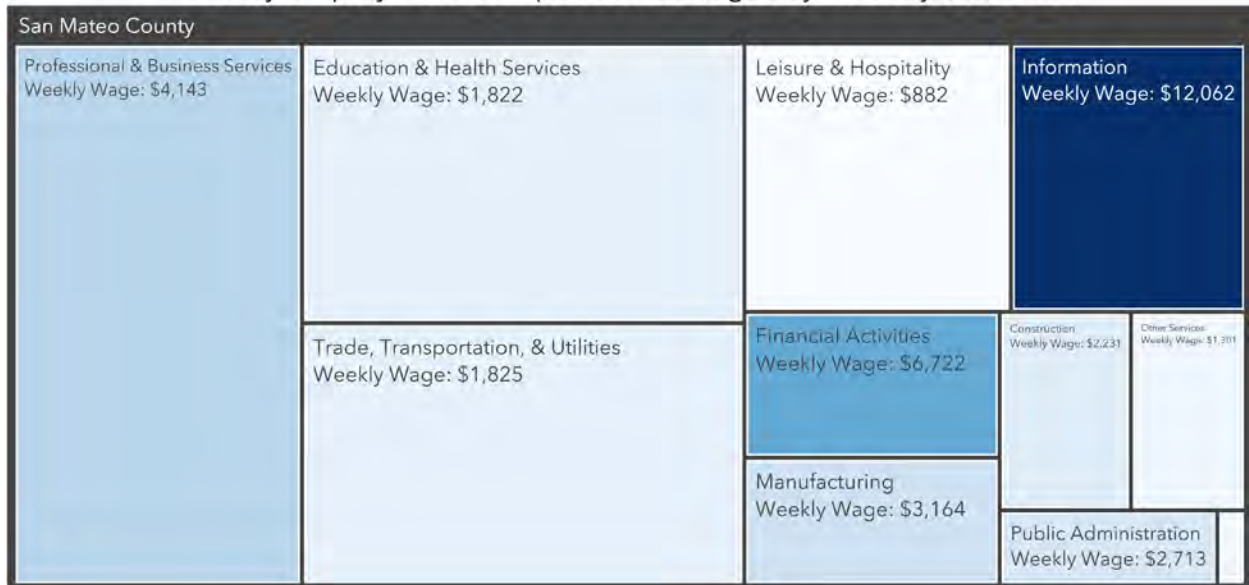 San Mateo County
Professional & Business Services
Weekly Wage: $4,143
Education & Health Services
Weekly Wage: $1,822
Trade, Transportation, & Utilities
Weekly Wage: $1,825
Leisure & Hospitality
Weekly Wage: $882
Information
Weekly Wage: $12,062
Financial Activities
Weekly Wage: $6,722
Manufacturing
Weekly Wage: $3,164
Construction
Weekly Wage: $2,231
Other Services
Weekly Wage:
Public Administration
Weekly Wage: $2,713